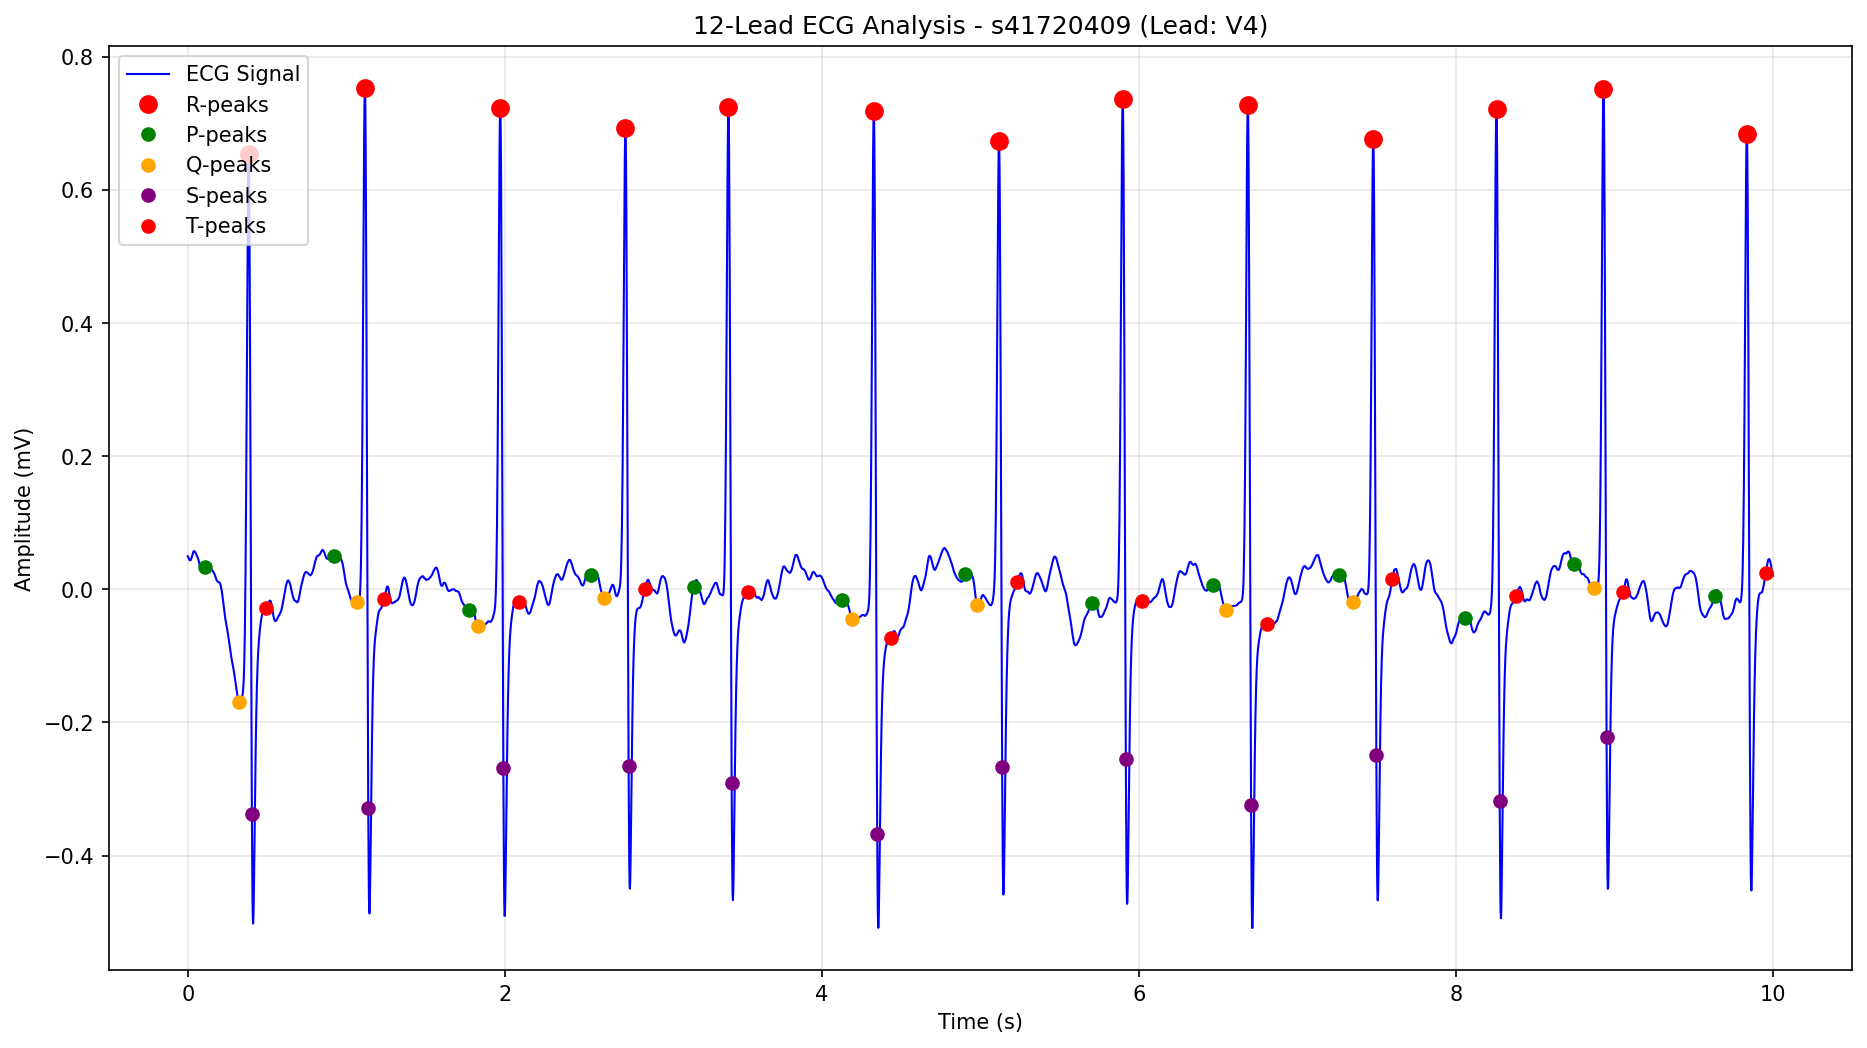 12-Lead ECG Analysis - s41720409 (Lead: V4)
ECG Signal
R-peaks
P-peaks
Q-peaks
S-peaks
T-peaks
Amplitude (mV)
0.8
0.6
0.4
0.2
0.0
−0.2
−0.4
0 2 4 6 8 10
Time (s)